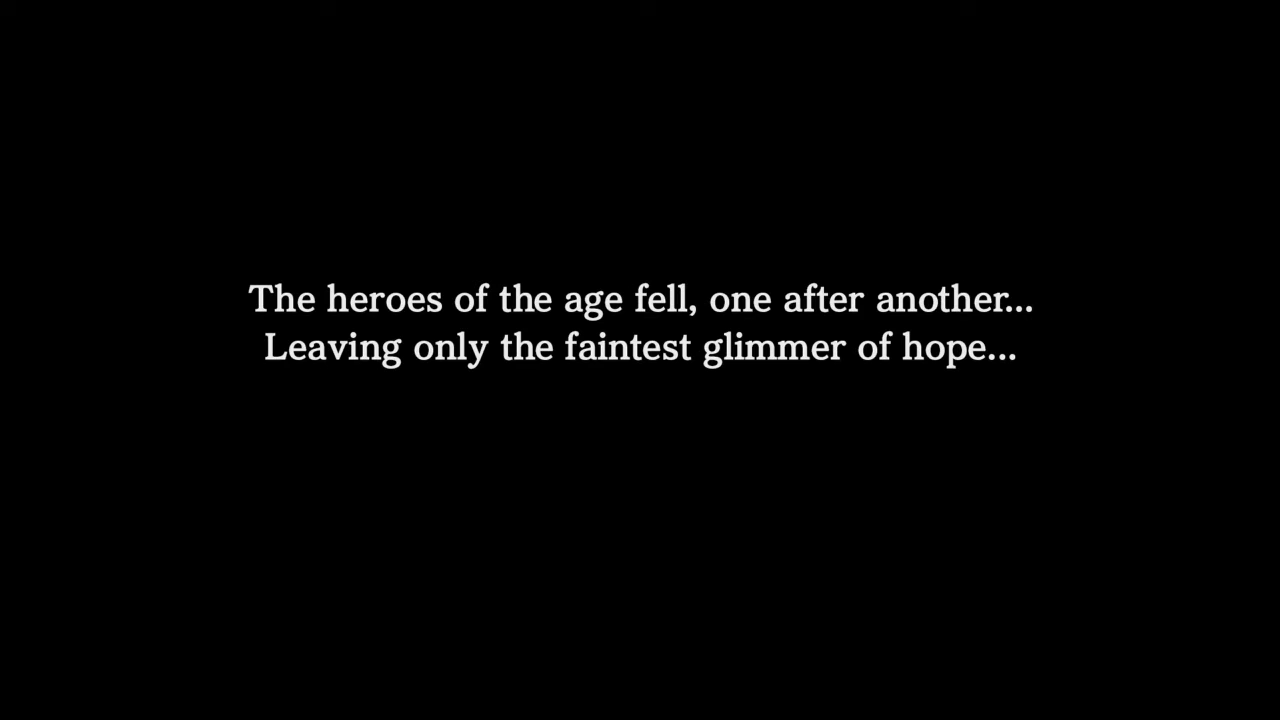 The heroes of the age fell, one after another...
Leaving only the faintest glimmer of hope...